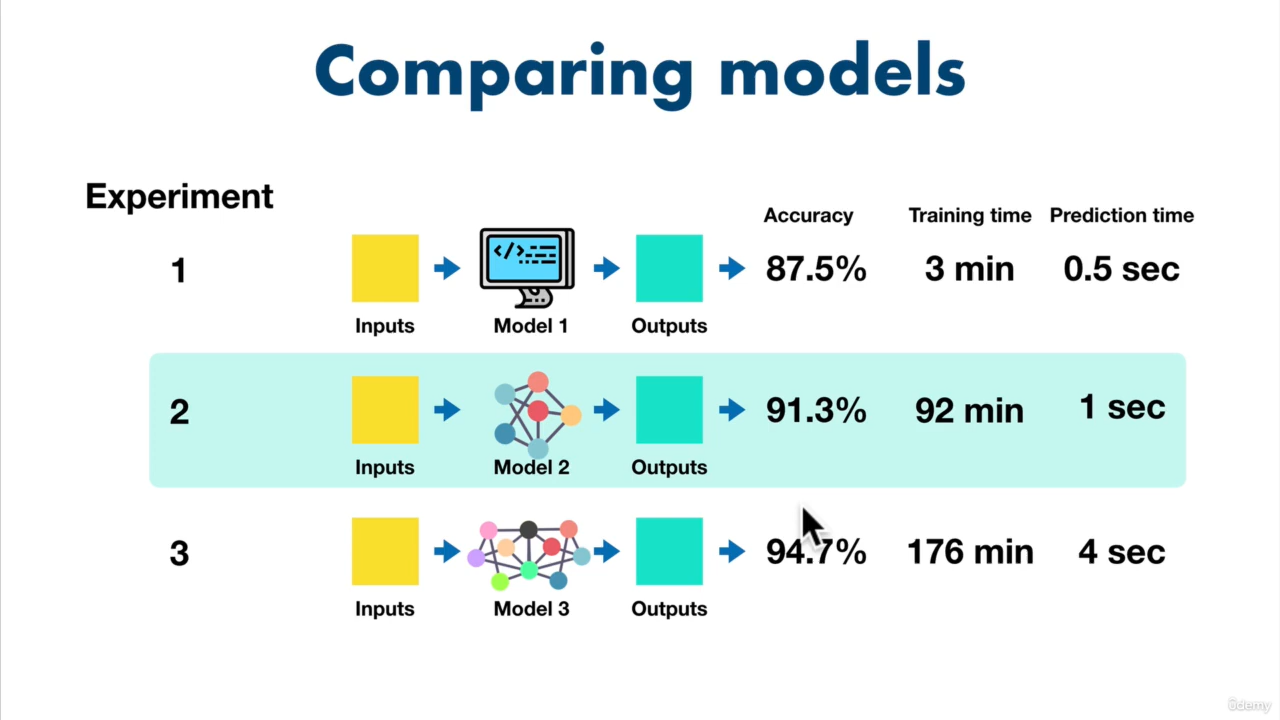 Comparing models
Experiment
Accuracy Training time Prediction time
1 </> 87.5% 3 min 0.5 sec
Inputs Model 1 Outputs
2 91.3% 92 min 1 sec
Inputs Model 2 Outputs
3 94.7% 176 min 4 sec
Inputs Model 3 Outputs
ûdemy